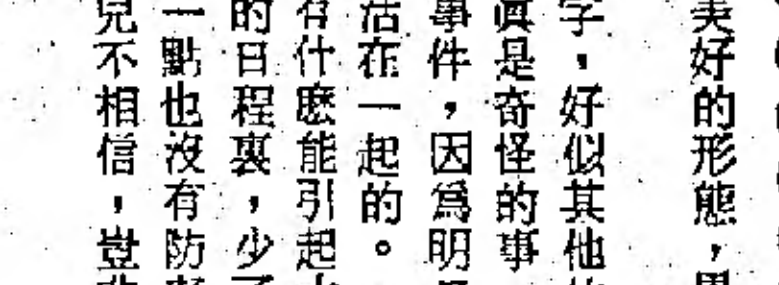 美好的形態，
字，好似其他
眞是奇怪的事
事件，因爲明
活在一起的。
有什麽能引起
的日程裏，少了
一點也沒有防
兒不相信，豈